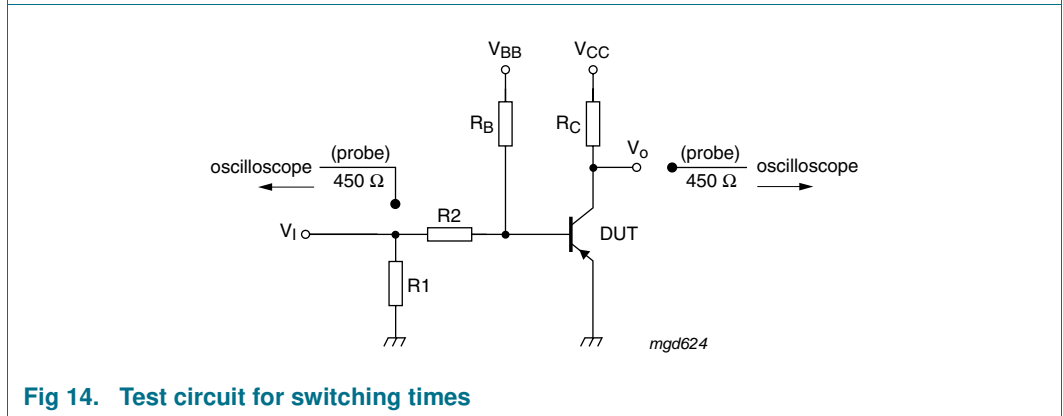 V_BB
V_CC
R_B
R_C
V_o
(probe)
450 Ω
oscilloscope
(probe)
450 Ω
oscilloscope
R2
V_I
DUT
R1
mgd624
Fig 14. Test circuit for switching times